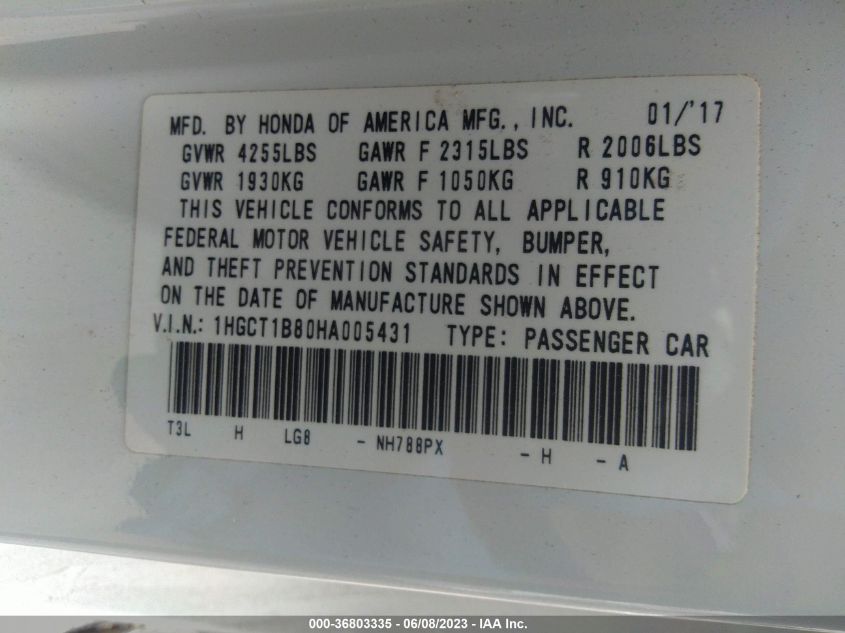 MFD. BY HONDA OF AMERICA MFG., INC. 01/'17
GVWR 4255LBS GAWR F 2315LBS R 2006LBS
GVWR 1930KG GAWR F 1050KG R 910KG
THIS VEHICLE CONFORMS TO ALL APPLICABLE
FEDERAL MOTOR VEHICLE SAFETY, BUMPER,
AND THEFT PREVENTION STANDARDS IN EFFECT
ON THE DATE OF MANUFACTURE SHOWN ABOVE.
V.I.N.: 1HGCT1B80HA005431 TYPE: PASSENGER CAR
T3L H LG8 - NH788PX - H - A
000-36803335 - 06/08/2023 - IAA Inc.